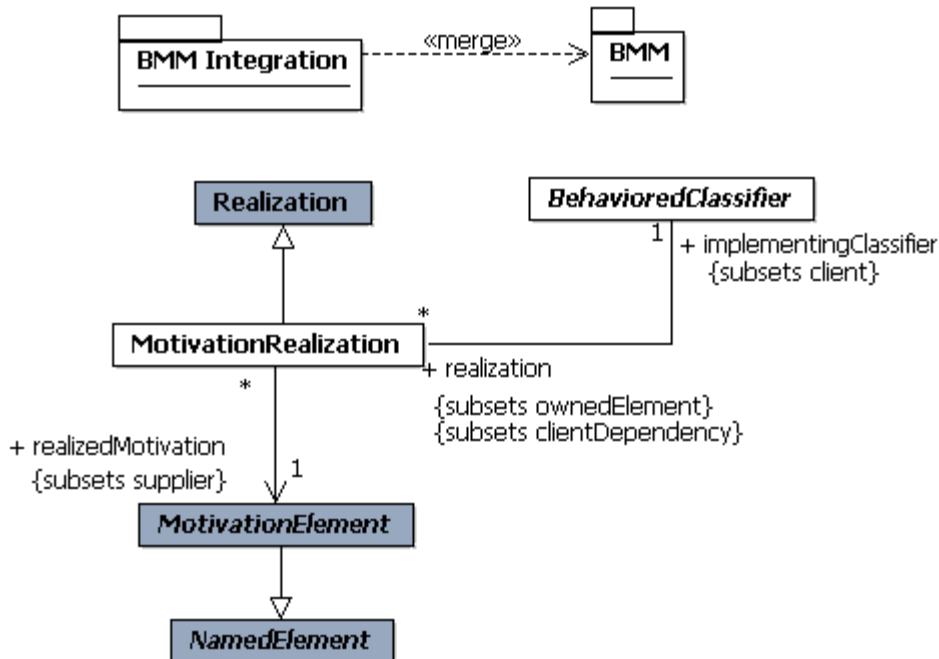 «merge»
BMM Integration
BMM
Realization
BehavioredClassifier
1
+ implementingClassifier
{subsets client}
*
MotivationRealization
*
+ realization
{subsets ownedElement}
{subsets clientDependency}
+ realizedMotivation
{subsets supplier}
1
MotivationElement
NamedElement